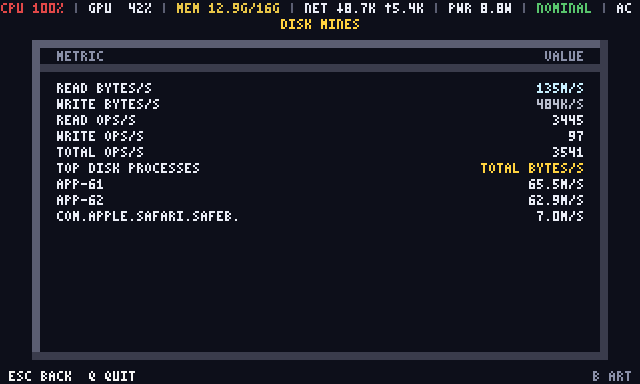 CPU 100% | GPU 42% | MEM 12.9G/16G | NET ↓8.7K ↑5.4K | PWR 8.8W | NOMINAL | AC
DISK MINES
METRIC VALUE
READ BYTES/S 135M/S
WRITE BYTES/S 484K/S
READ OPS/S 3445
WRITE OPS/S 97
TOTAL OPS/S 3541
TOP DISK PROCESSES TOTAL BYTES/S
APP-61 65.5M/S
APP-62 62.9M/S
COM.APPLE.SAFARI.SAFEB. 7.0M/S
ESC BACK Q QUIT B ART